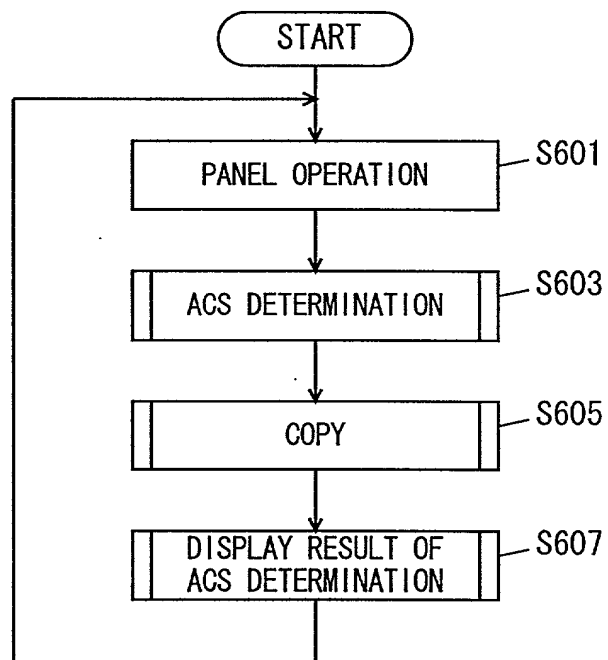 START
PANEL OPERATION
S601
ACS DETERMINATION
S603
COPY
S605
DISPLAY RESULT OF
ACS DETERMINATION
S607